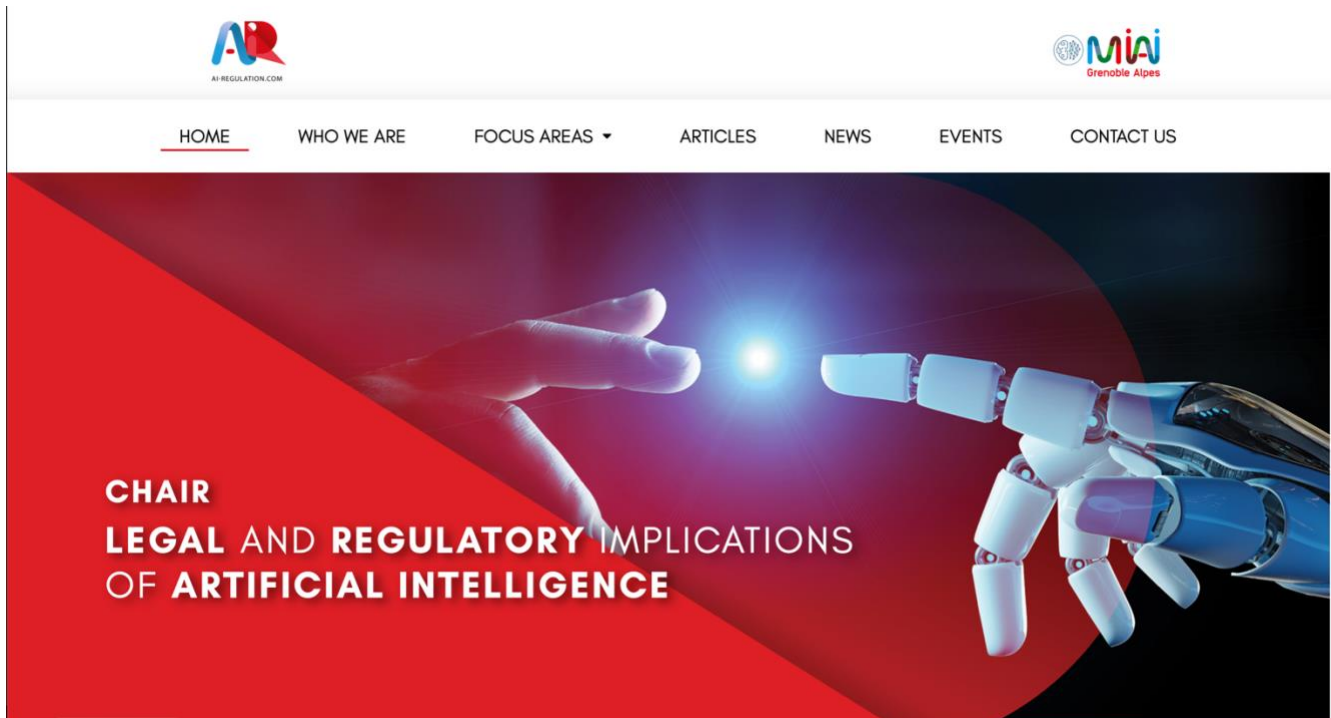 AiR
AI-REGULATION.COM
MiAi
Grenoble Alpes
HOME WHO WE ARE FOCUS AREAS ARTICLES NEWS EVENTS CONTACT US
CHAIR
LEGAL AND REGULATORY IMPLICATIONS
OF ARTIFICIAL INTELLIGENCE